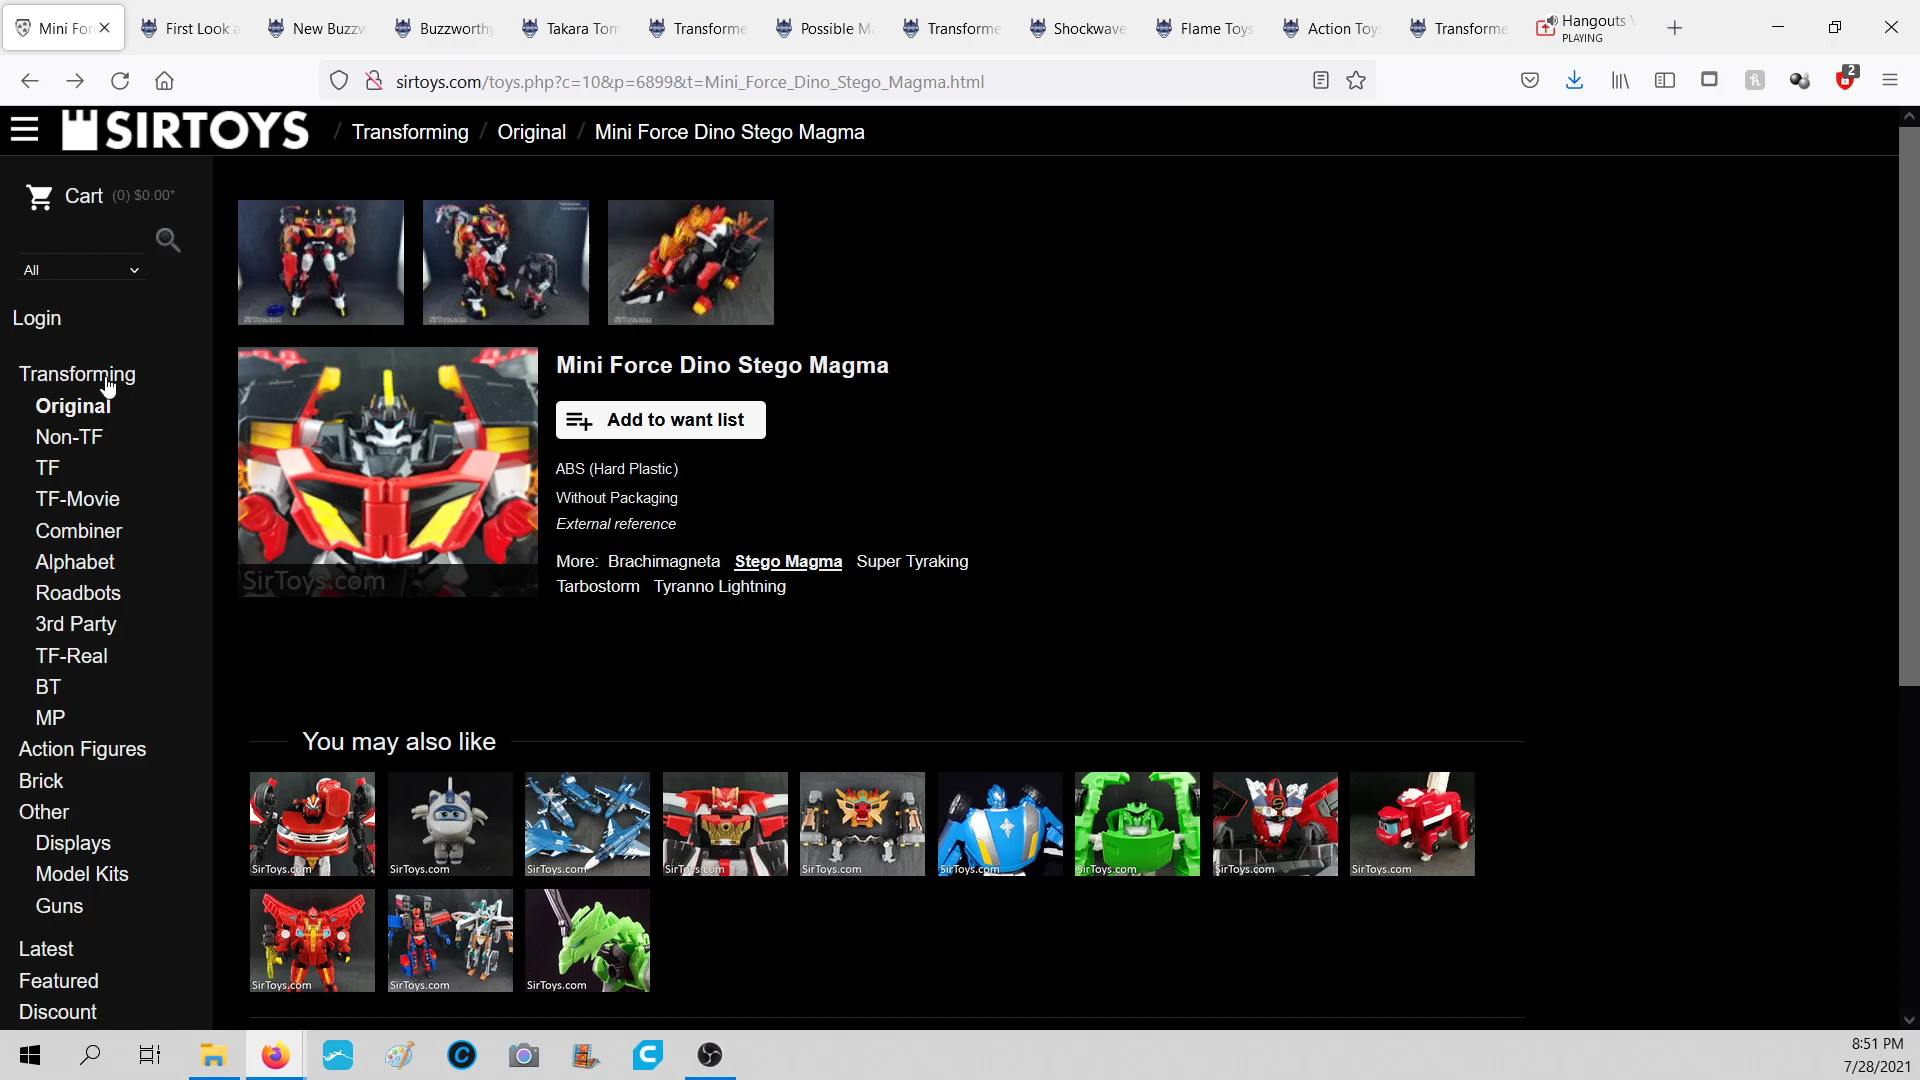 Mini For
First Look a
New Buzzw
Buzzworthy
Takara Tom
Transforme
Possible Ma
Transforme
Shockwave
Flame Toys
Action Toys
Transforme
Hangouts
PLAYING
sirtoys.com/toys.php?c=10&p=6899&t=Mini_Force_Dino_Stego_Magma.html
2
SIRTOYS / Transforming / Original / Mini Force Dino Stego Magma
Cart (0) $0.00*
All
Login
Transforming
Original
Non-TF
TF
TF-Movie
Combiner
Alphabet
Roadbots
3rd Party
TF-Real
BT
MP
Action Figures
Brick
Other
Displays
Model Kits
Guns
Latest
Featured
Discount
SirToys.com
Mini Force Dino Stego Magma
Add to want list
ABS (Hard Plastic)
Without Packaging
External reference
More: Brachimagneta Stego Magma Super Tyraking
Tarbostorm Tyranno Lightning
You may also like
SirToys.com
SirToys.com
SirToys.com
SirToys.com
SirToys.com
SirToys.com
SirToys.com
SirToys.com
SirToys.com
SirToys.com
SirToys.com
SirToys.com
8:51 PM
7/28/2021